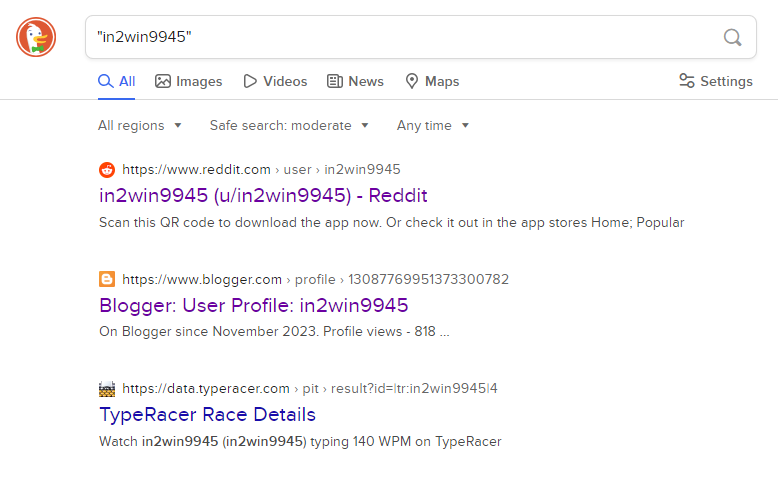 "in2win9945"
All Images Videos News Maps Settings
All regions Safe search: moderate Any time
https://www.reddit.com › user › in2win9945
in2win9945 (u/in2win9945) - Reddit
Scan this QR code to download the app now. Or check it out in the app stores Home; Popular
https://www.blogger.com › profile › 13087769951373300782
Blogger: User Profile: in2win9945
On Blogger since November 2023. Profile views - 818 ...
https://data.typeracer.com › pit › result?id=|tr:in2win9945|4
TypeRacer Race Details
Watch in2win9945 (in2win9945) typing 140 WPM on TypeRacer